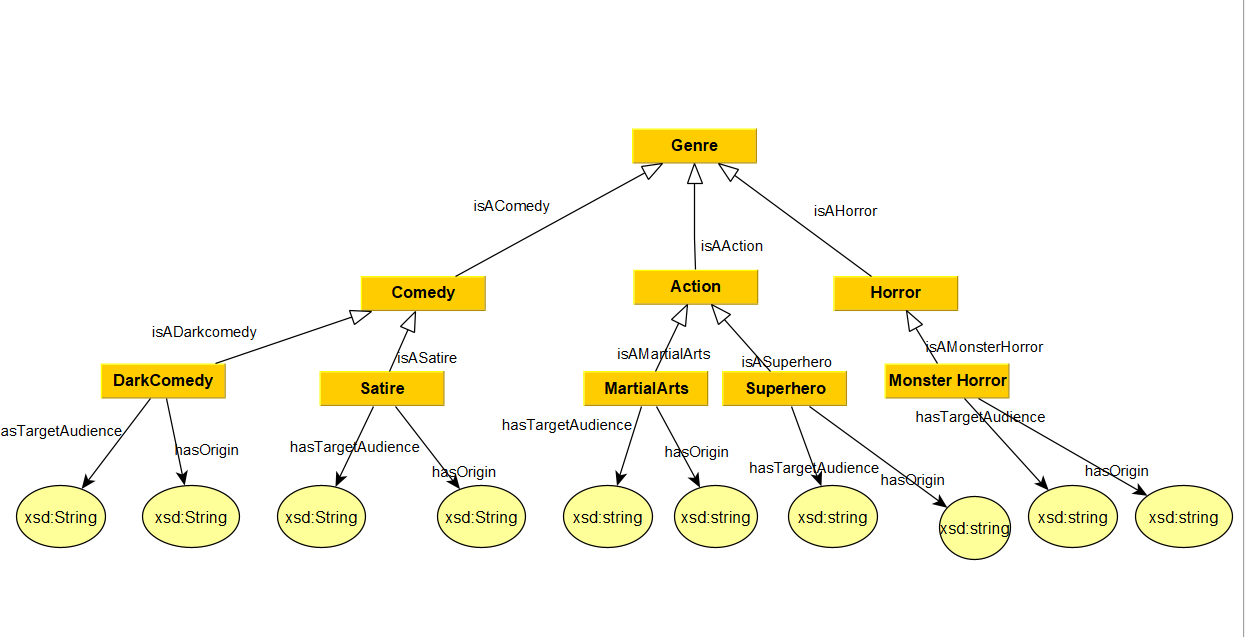 Genre
isAComedy
isAHorror
isAAction
Comedy
Action
Horror
isADarkcomedy
isASatire
isAMartialArts
isASuperhero
isAMonsterHorror
DarkComedy
Satire
MartialArts
Superhero
Monster Horror
asTargetAudience
hasOrigin
hasTargetAudience
hasOrigin
hasTargetAudience
hasOrigin
hasTargetAudience
hasOrigin
hasTargetAudience
hasOrigin
xsd:String
xsd:String
xsd:String
xsd:String
xsd:string
xsd:string
xsd:string
xsd:string
xsd:string
xsd:string